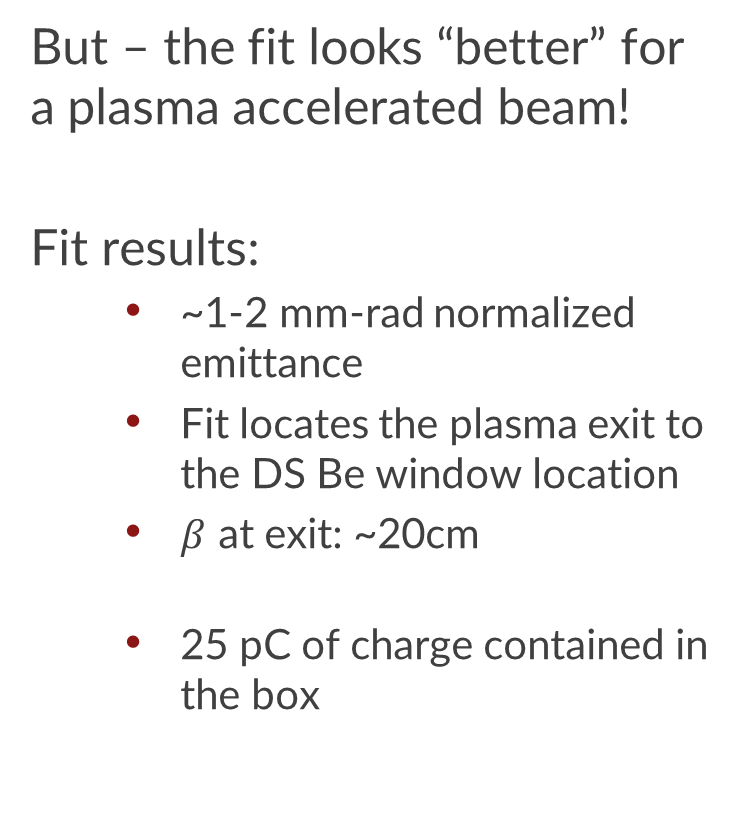 But – the fit looks “better” for
a plasma accelerated beam!
Fit results:
• ~1-2 mm-rad normalized
emittance
• Fit locates the plasma exit to
the DS Be window location
• 𝛽 at exit: ~20cm
• 25 pC of charge contained in
the box